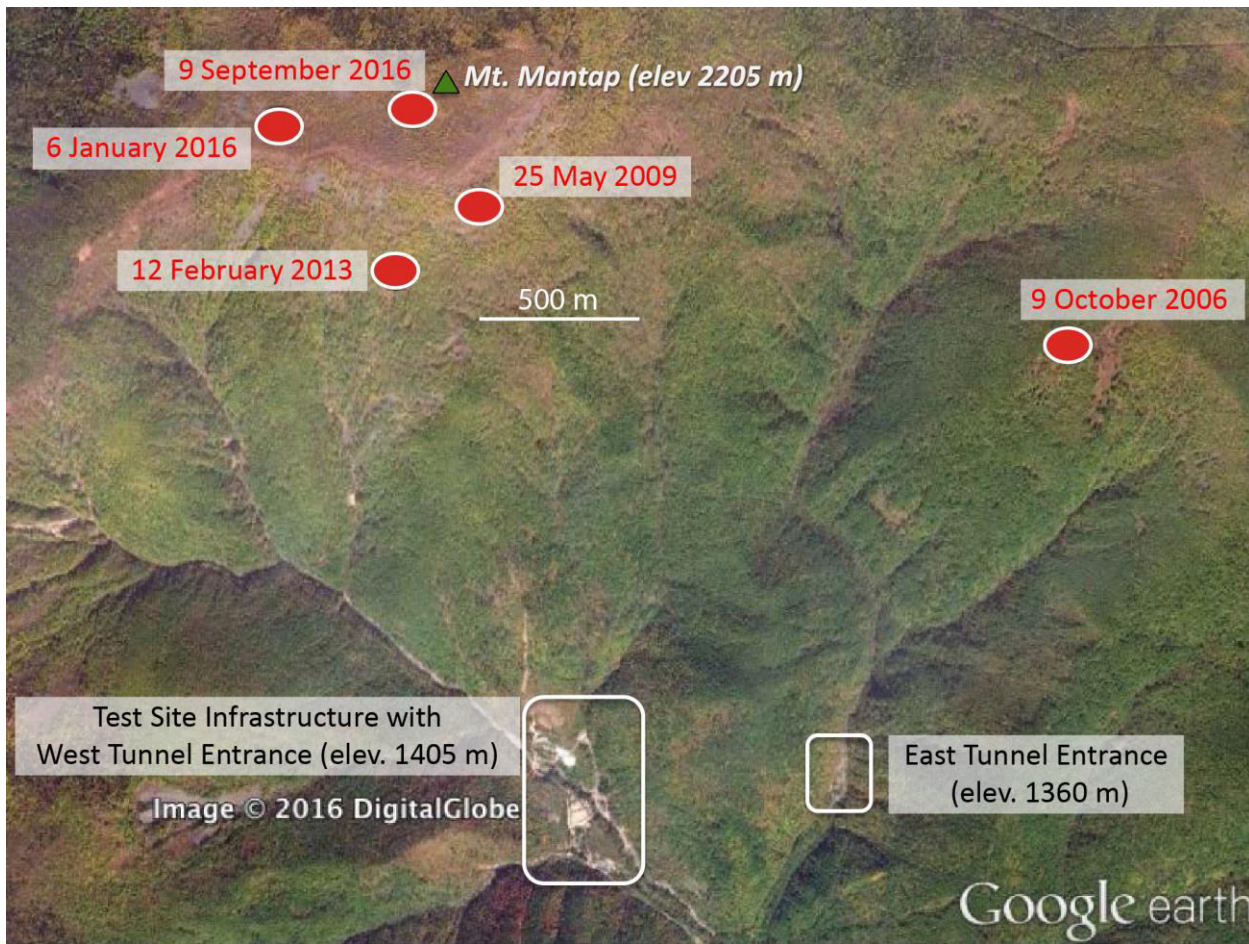 9 September 2016
Mt. Mantap (elev 2205 m)
6 January 2016
25 May 2009
12 February 2013
500 m
9 October 2006
Test Site Infrastructure with
West Tunnel Entrance (elev. 1405 m)
East Tunnel Entrance
(elev. 1360 m)
Image © 2016 DigitalGlobe
Google earth